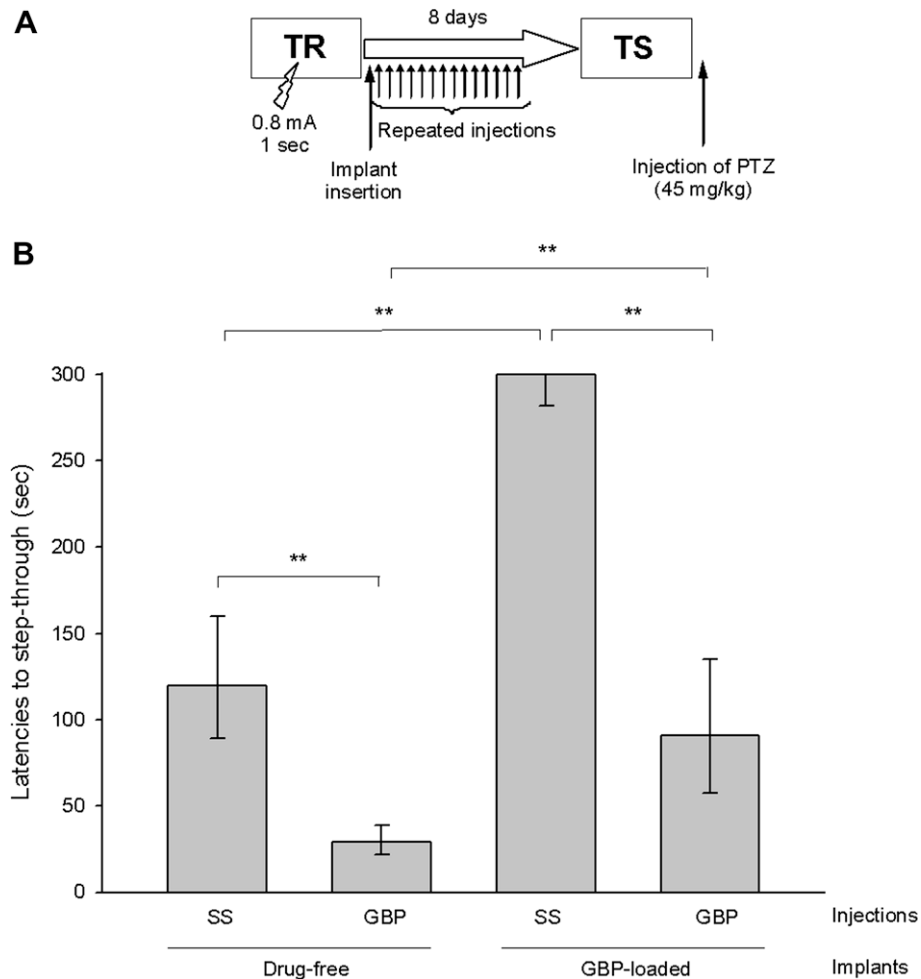 A
8 days
TR
TS
0.8 mA
1 sec
Repeated injections
Implant
insertion
Injection of PTZ
(45 mg/kg)
B
**
**
**
**
Latencies to step-through (sec)
300
250
200
150
100
50
0
SS
GBP
SS
GBP
Injections
Drug-free
GBP-loaded
Implants